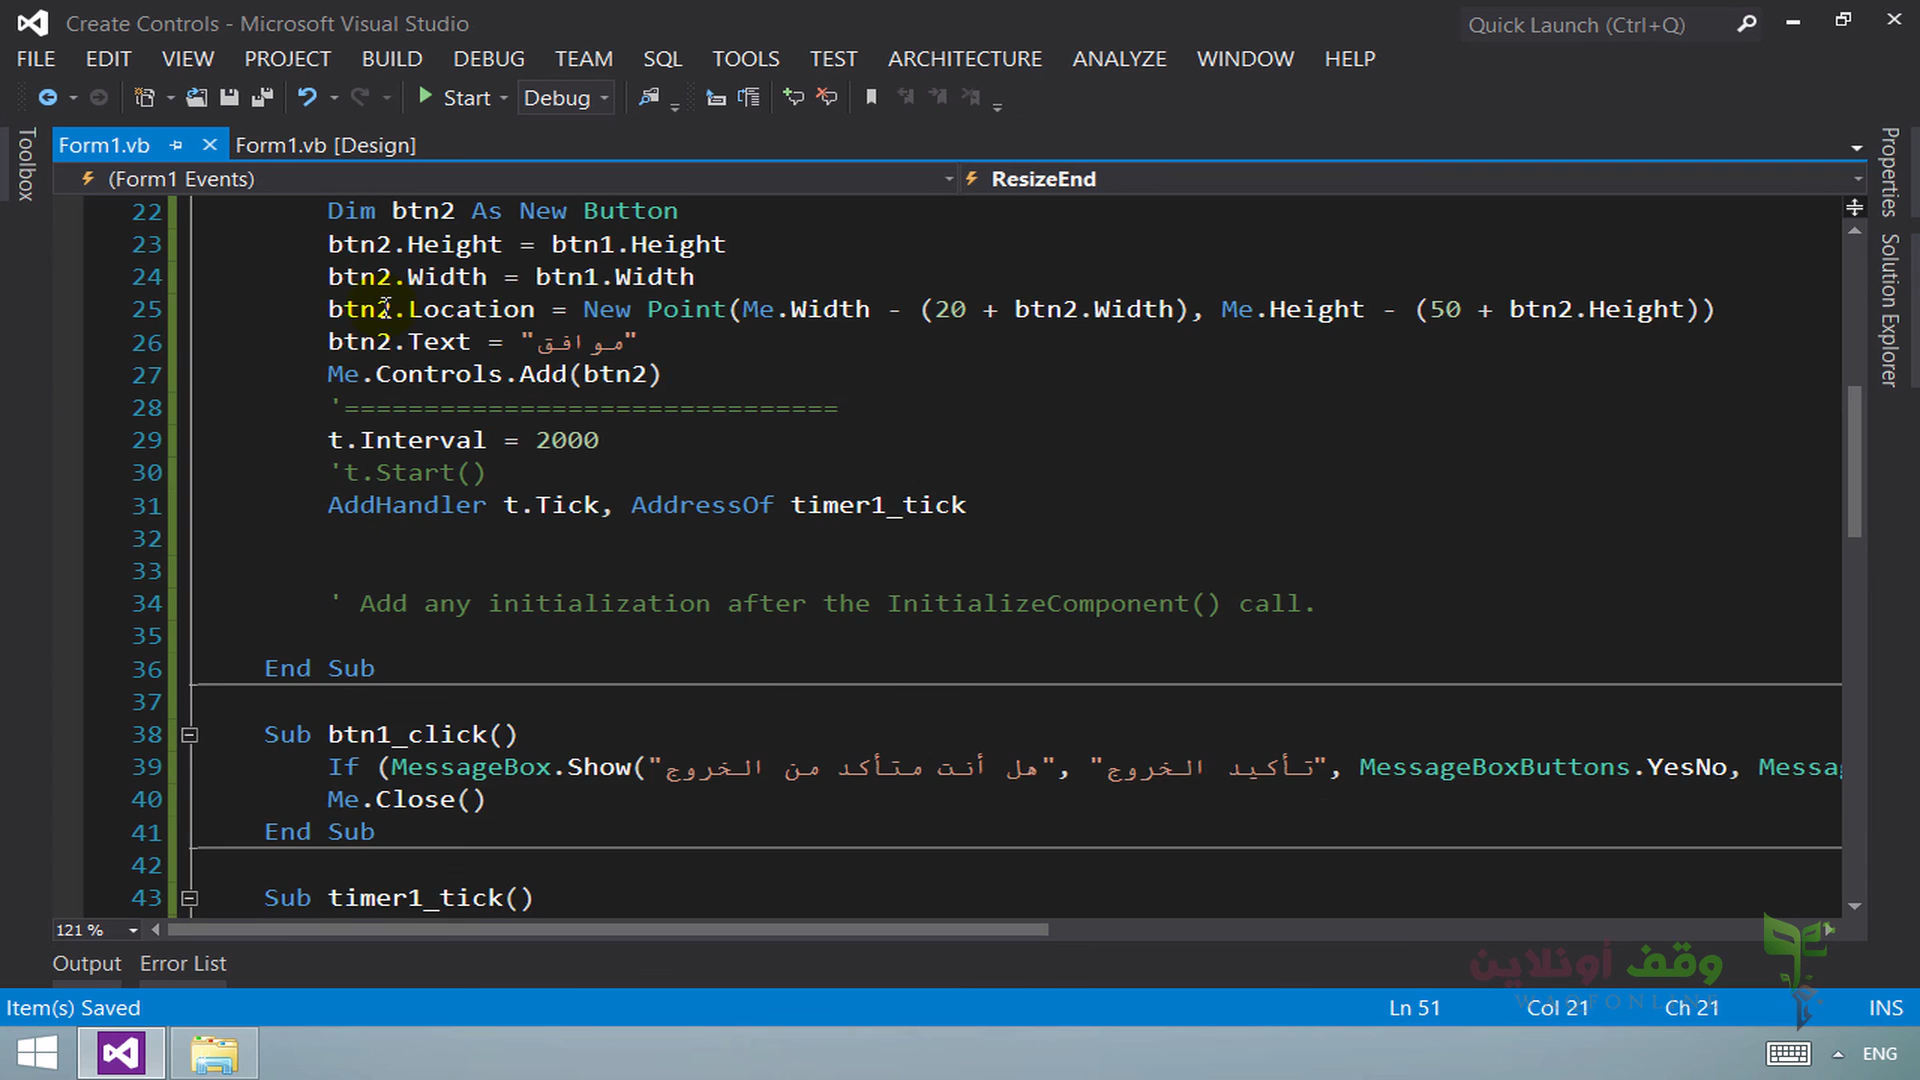 Create Controls - Microsoft Visual Studio
Quick Launch (Ctrl+Q)
FILE EDIT VIEW PROJECT BUILD DEBUG TEAM SQL TOOLS TEST ARCHITECTURE ANALYZE WINDOW HELP
Start Debug
Form1.vb Form1.vb [Design]
(Form1 Events) ResizeEnd
Toolbox
Properties
Solution Explorer
22 Dim btn2 As New Button
23 btn2.Height = btn1.Height
24 btn2.Width = btn1.Width
25 btn2.Location = New Point(Me.Width - (20 + btn2.Width), Me.Height - (50 + btn2.Height))
26 btn2.Text = "موافق"
27 Me.Controls.Add(btn2)
28 '===============================
29 t.Interval = 2000
30 't.Start()
31 AddHandler t.Tick, AddressOf timer1_tick
32
33
34 ' Add any initialization after the InitializeComponent() call.
35
36 End Sub
37
38 Sub btn1_click()
39 If (MessageBox.Show("هل أنت متأكد من الخروج", "تأكيد الخروج", MessageBoxButtons.YesNo, Messa
40 Me.Close()
41 End Sub
42
43 Sub timer1_tick()
121 %
Output Error List
وقف أونلاين
WAQFONLINE
Item(s) Saved Ln 51 Col 21 Ch 21 INS
ENG